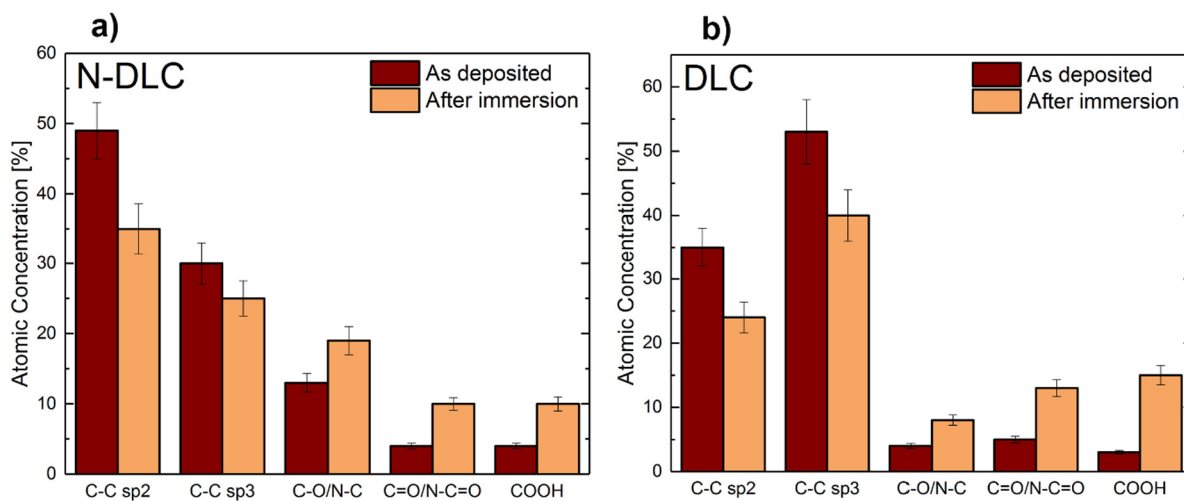 a)
N-DLC
As deposited
After immersion
Atomic Concentration [%]
60
50
40
30
20
10
0
C-C sp2 C-C sp3 C-O/N-C C=O/N-C=O COOH
b)
DLC
As deposited
After immersion
Atomic Concentration [%]
60
50
40
30
20
10
0
C-C sp2 C-C sp3 C-O/N-C C=O/N-C=O COOH